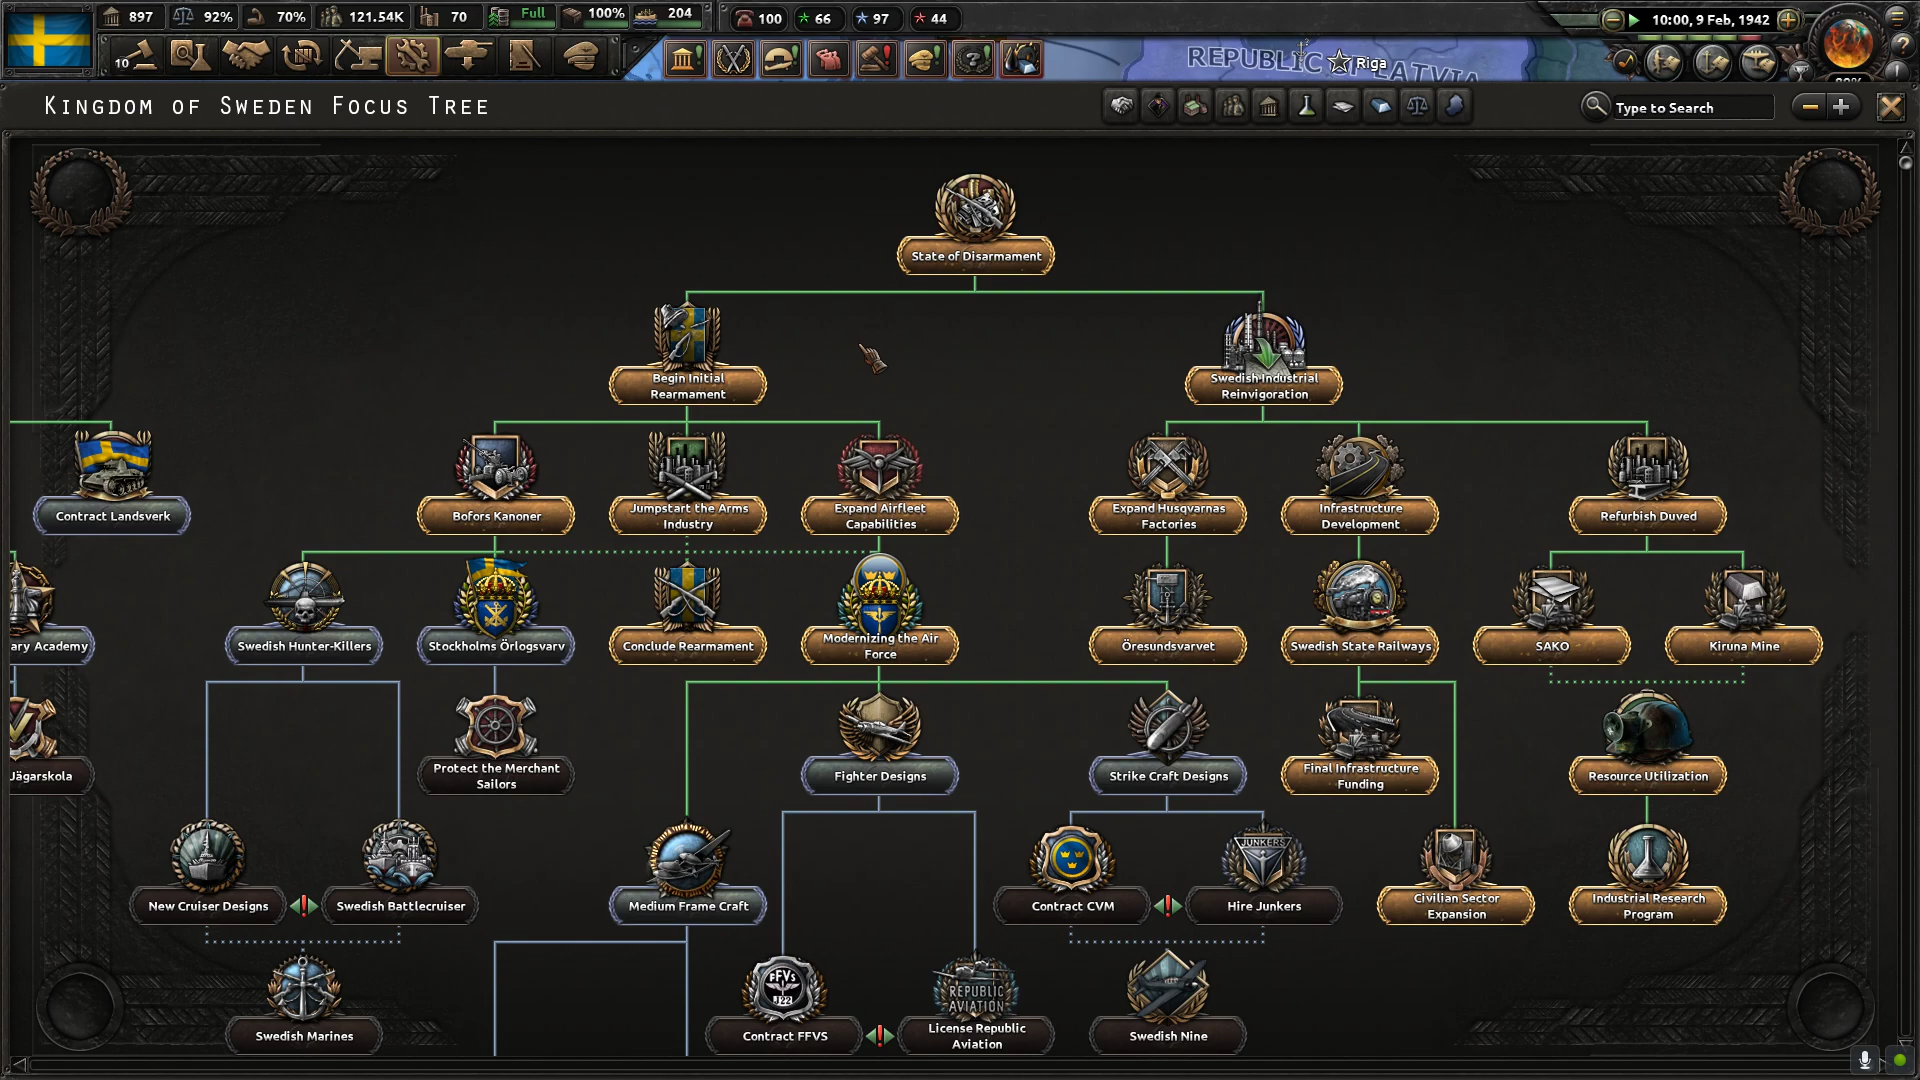 897
92%
70%
121.54K
70
Full
100%
204
100
66
97
44
10:00, 9 Feb, 1942
10
REPUBLIC OF LATVIA
Riga
Kingdom of Sweden Focus Tree
Type to Search
State of Disarmament
Begin Initial
Rearmament
Swedish Industrial
Reinvigoration
Contract Landsverk
Bofors Kanoner
Jumpstart the Arms
Industry
Expand Airfleet
Capabilities
Expand Husqvarnas
Factories
Infrastructure
Development
Refurbish Duved
ary Academy
Swedish Hunter-Killers
Stockholms Örlogsvarv
Conclude Rearmament
Modernizing the Air
Force
Öresundsvarvet
Swedish State Railways
SAKO
Kiruna Mine
Jägarskola
Protect the Merchant
Sailors
Fighter Designs
Strike Craft Designs
Final Infrastructure
Funding
Resource Utilization
JUNKERS
New Cruiser Designs
Swedish Battlecruiser
Medium Frame Craft
Contract CVM
Hire Junkers
Civilian Sector
Expansion
Industrial Research
Program
FFVS
J22
REPUBLIC
AVIATION
Swedish Marines
Contract FFVS
License Republic
Aviation
Swedish Nine